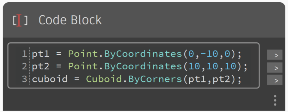 [ ] Code Block
1 pt1 = Point.ByCoordinates(0,-10,0); >
2 pt2 = Point.ByCoordinates(10,10,10); >
3 cuboid = Cuboid.ByCorners(pt1,pt2); >